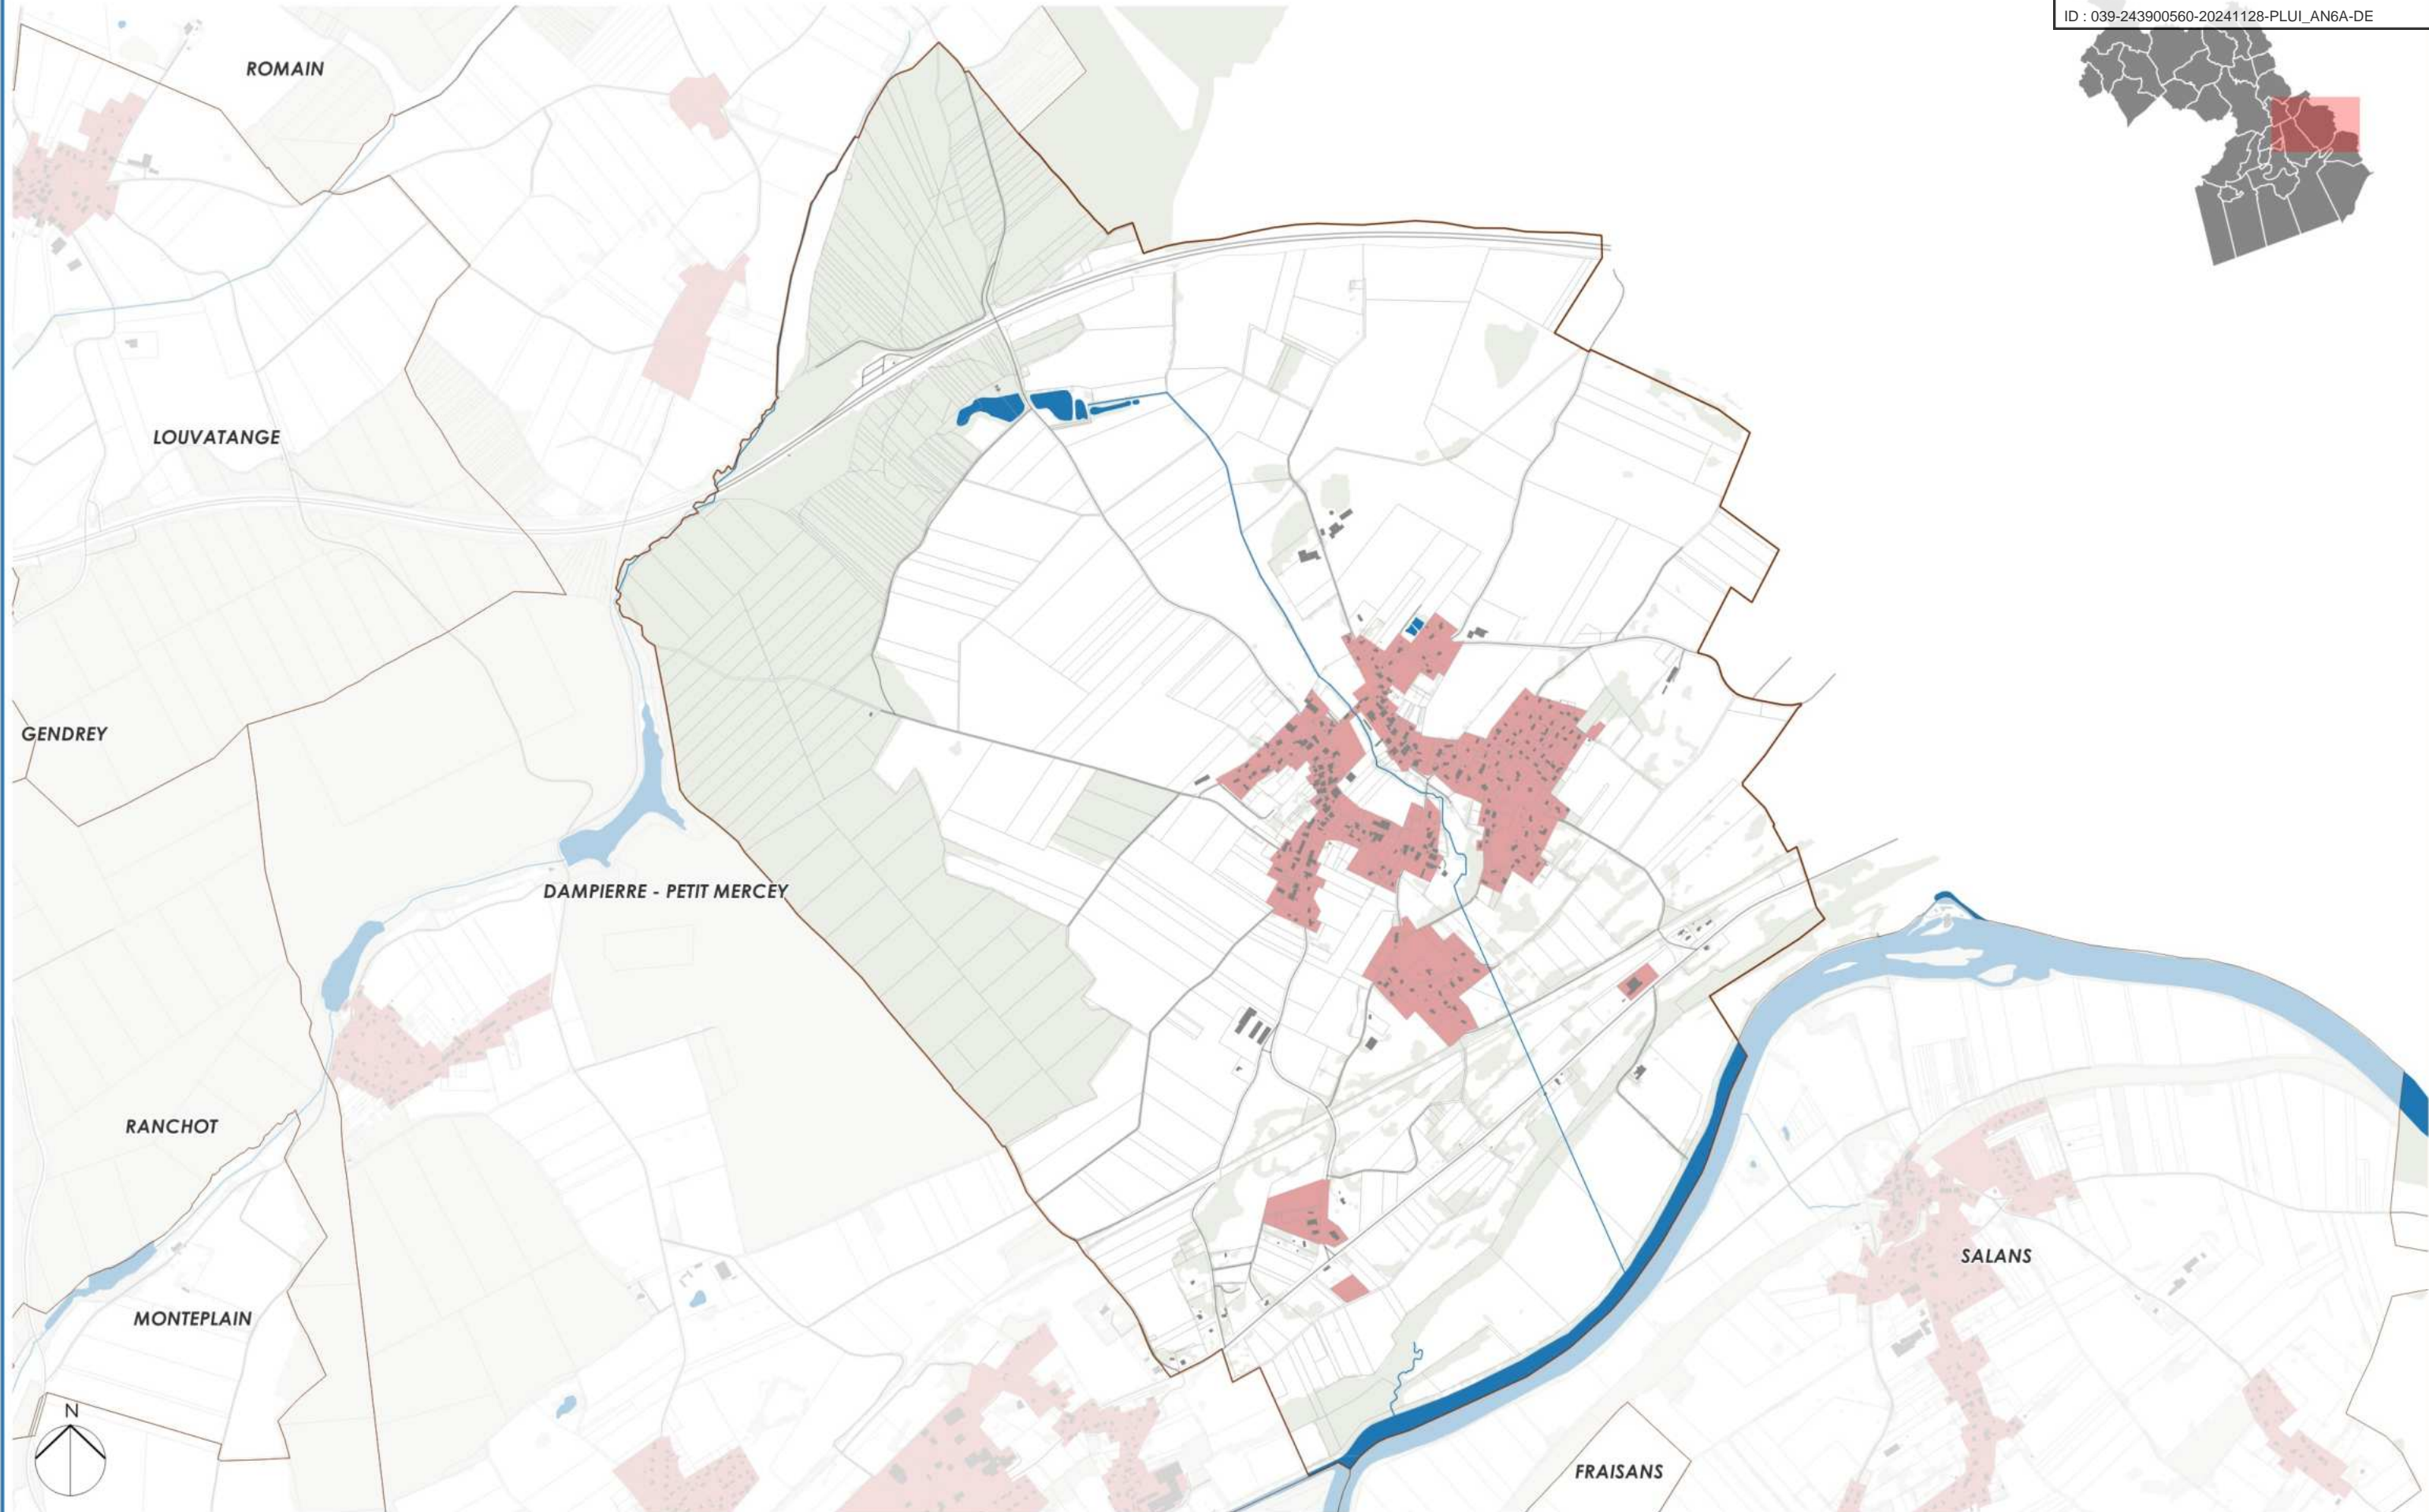 ID : 039-243900560-20241128-PLUI_AN6A-DE
ROMAIN
LOUVATANGE
GENDREY
DAMPIERRE - PETIT MERCEY
RANCHOT
SALANS
MONTEPLAIN
N
FRAISANS